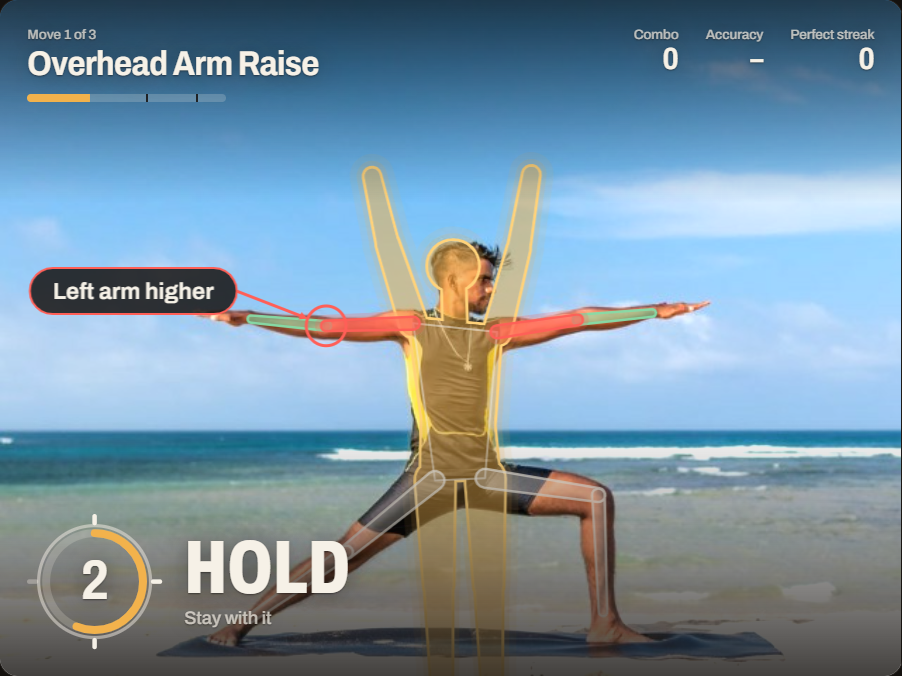 Move 1 of 3
Overhead Arm Raise
Combo
0
Accuracy
–
Perfect streak
0
Left arm higher
2
HOLD
Stay with it